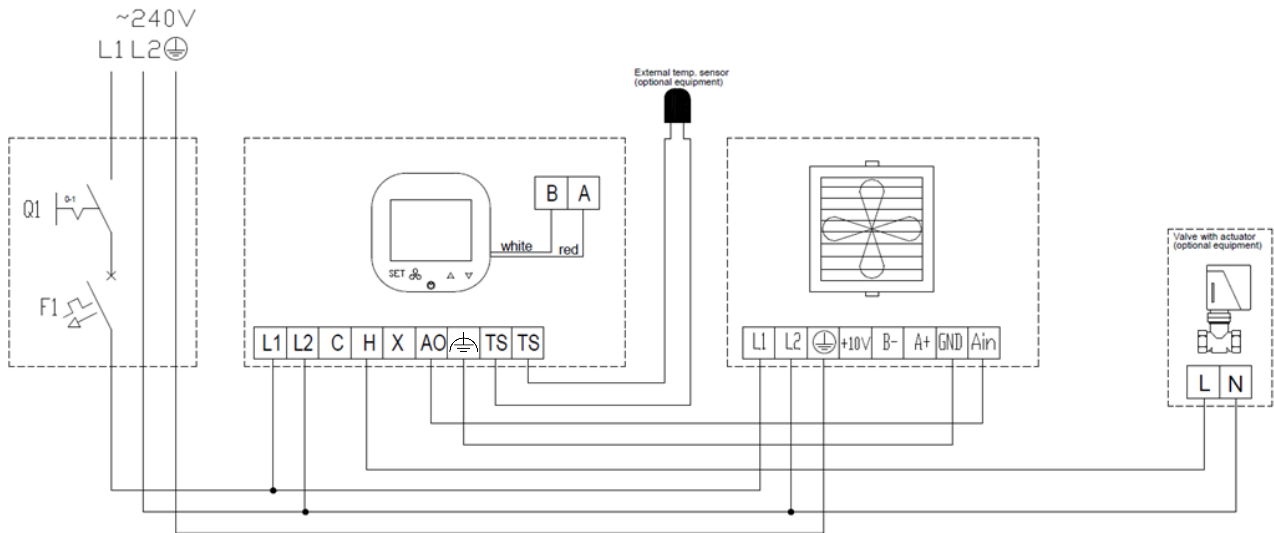 ~240V
L1 L2
External temp. sensor
(optional equipment)
Q1
0-1
F1
B A
white red
SET
L1 L2 C H X AO TS TS
L1 L2 +10V B- A+ GND Ain
Valve with actuator
(optional equipment)
L N